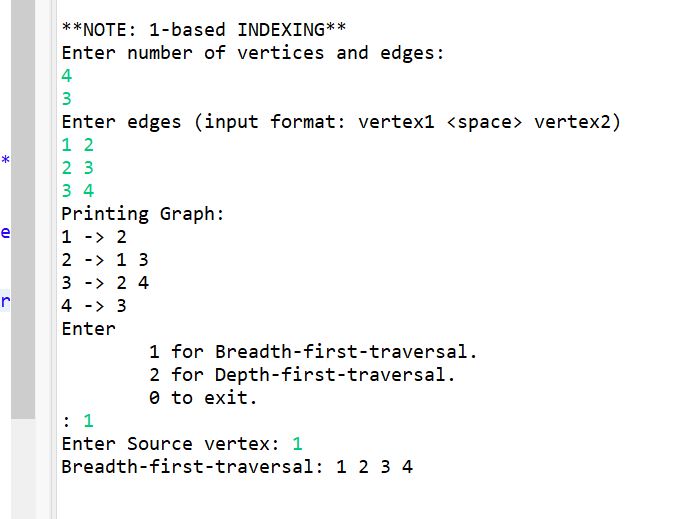 **NOTE: 1-based INDEXING**
Enter number of vertices and edges:
4
3
Enter edges (input format: vertex1 <space> vertex2)
1 2
2 3
3 4
Printing Graph:
1 -> 2
2 -> 1 3
3 -> 2 4
4 -> 3
Enter
1 for Breadth-first-traversal.
2 for Depth-first-traversal.
0 to exit.
: 1
Enter Source vertex: 1
Breadth-first-traversal: 1 2 3 4
*
e
r